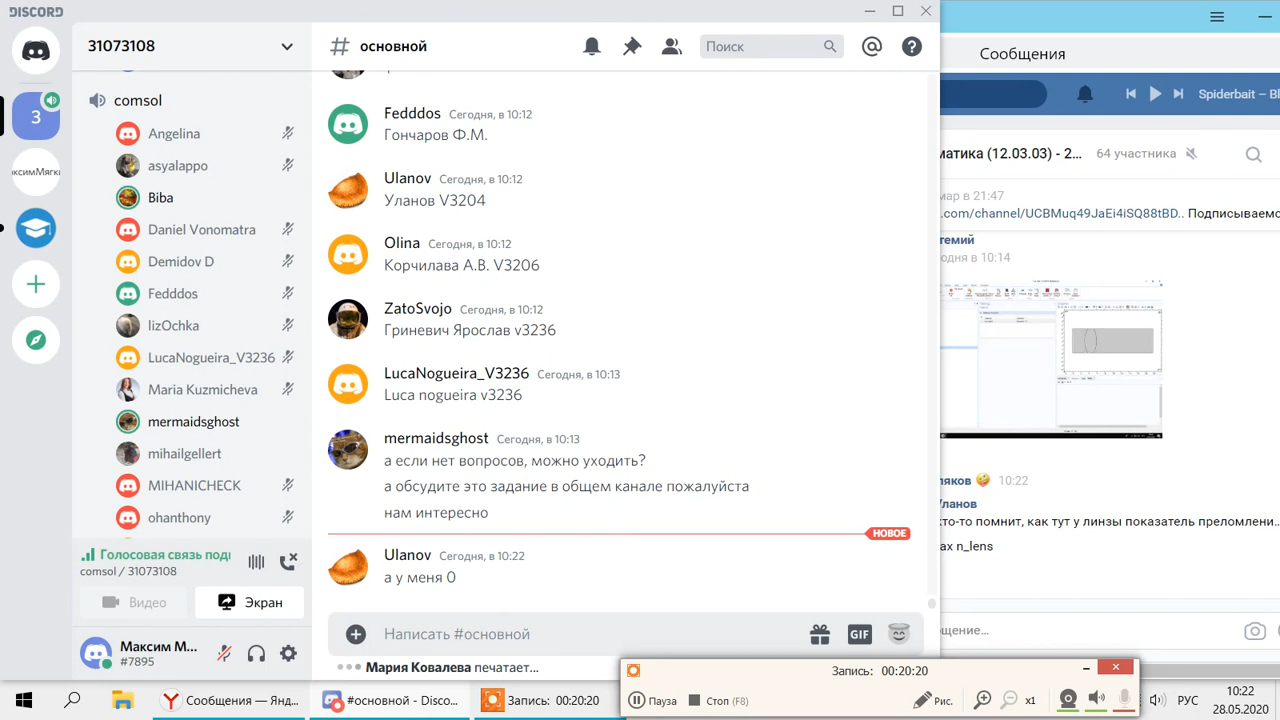 DISCORD
31073108
comsol
Angelina
asyalappo
Biba
Daniel Vonomatra
Demidov D
Fedddos
lizOchka
LucaNogueira_V3236
Maria Kuzmicheva
mermaidsghost
mihailgellert
MIHANICHECK
ohanthony
Голосовая связь подк
comsol / 31073108
Видео
Экран
Максим М...
#7895
3
# основной
Поиск
Fedddos Сегодня, в 10:12
Гончаров Ф.М.
Ulanov Сегодня, в 10:12
Уланов V3204
Olina Сегодня, в 10:12
Корчилава А.В. V3206
ZatoSvojo Сегодня, в 10:12
Гриневич Ярослав v3236
LucaNogueira_V3236 Сегодня, в 10:13
Luca nogueira v3236
mermaidsghost Сегодня, в 10:13
а если нет вопросов, можно уходить?
а обсудите это задание в общем канале пожалуйста
нам интересно
НОВОЕ
Ulanov Сегодня, в 10:22
а у меня 0
Написать #основной
GIF
Мария Ковалева печатает...
Сообщения
Spiderbait – Bl
матика (12.03.03) - 2... 64 участника
мар в 21:47
.com/channel/UCBMuq49JaEi4iSQ88tBD.. Подписываемс
темий
одня в 10:14
ляков 10:22
Уланов
кто-то помнит, как тут у линзы показатель преломлени...
ах n_lens
щение...
Запись: 00:20:20
Пауза
Стоп (F8)
Рис.
x1
Сообщения — Янд...
#основной - Disco...
Запись: 00:20:20
РУС
10:22
28.05.2020